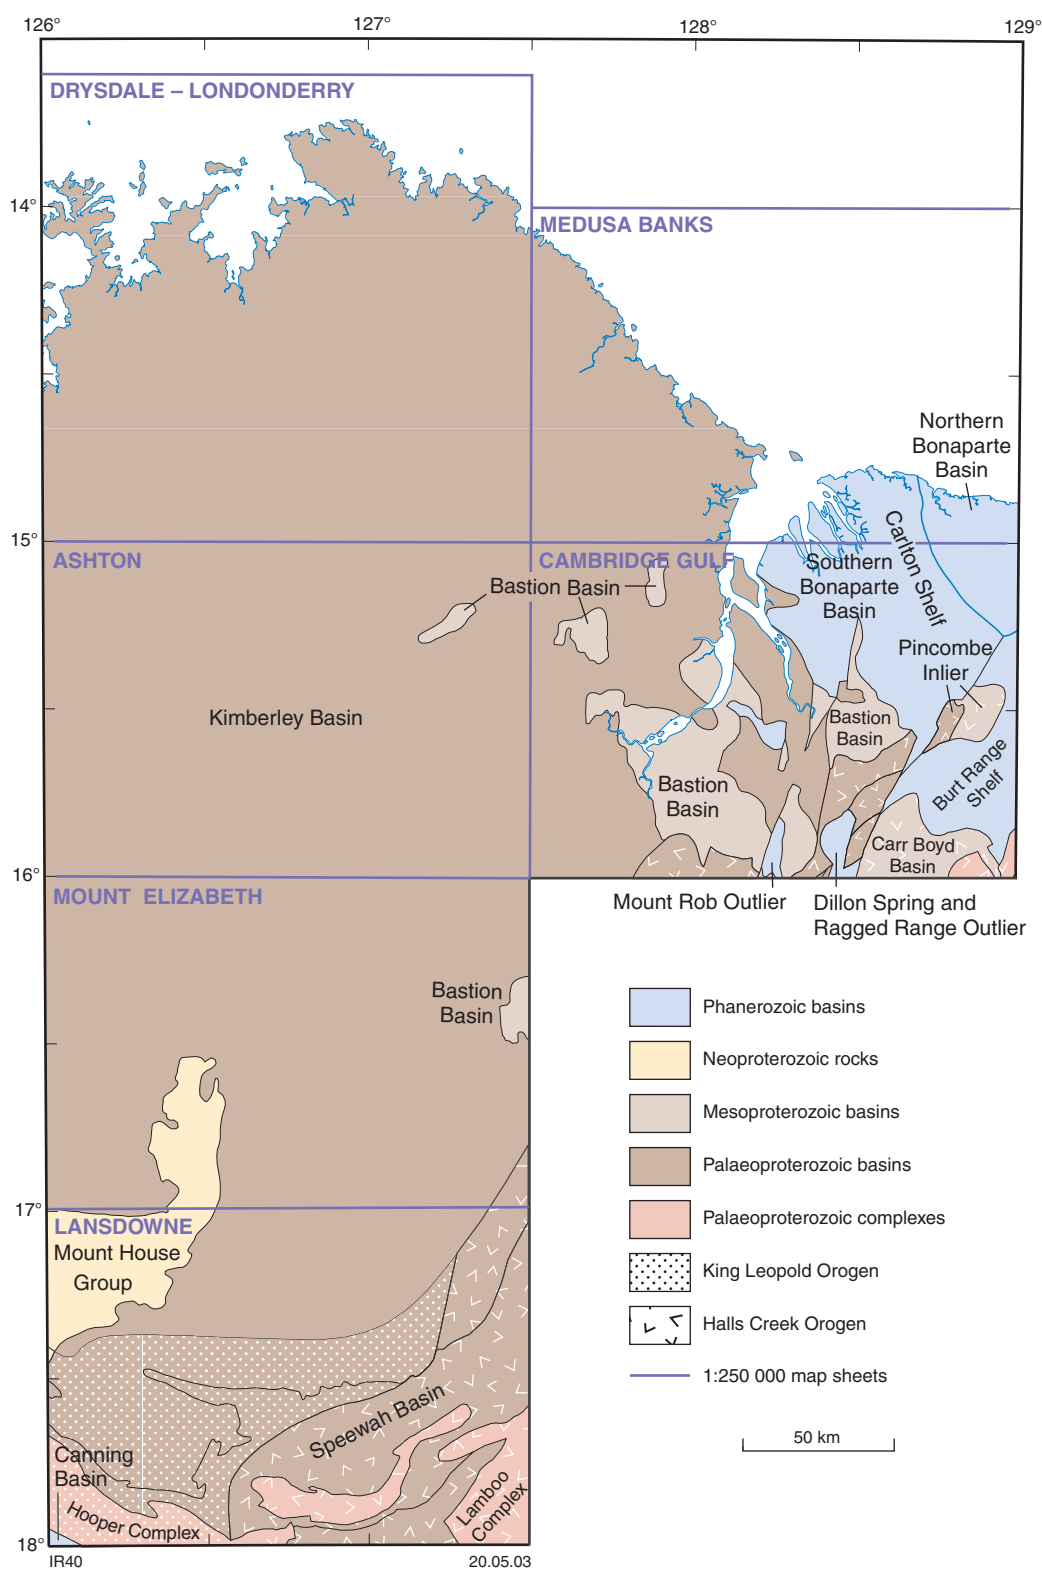 126°
127°
128°
129°
DRYSDALE – LONDONDERRY
14°
MEDUSA BANKS
Northern
Bonaparte
Basin
Carlton Shelf
15°
ASHTON
CAMBRIDGE GULF
Southern
Bonaparte
Basin
Bastion Basin
Pincombe
Inlier
Kimberley Basin
Bastion
Basin
Burt Range
Shelf
Bastion
Basin
Carr Boyd
Basin
16°
MOUNT ELIZABETH
Mount Rob Outlier
Dillon Spring and
Ragged Range Outlier
Bastion
Basin
Phanerozoic basins
Neoproterozoic rocks
Mesoproterozoic basins
Palaeoproterozoic basins
Palaeoproterozoic complexes
King Leopold Orogen
Halls Creek Orogen
1:250 000 map sheets
50 km
17°
LANSDOWNE
Mount House
Group
Speewah Basin
Canning
Basin
Hooper Complex
Lamboo
Complex
18°
IR40
20.05.03